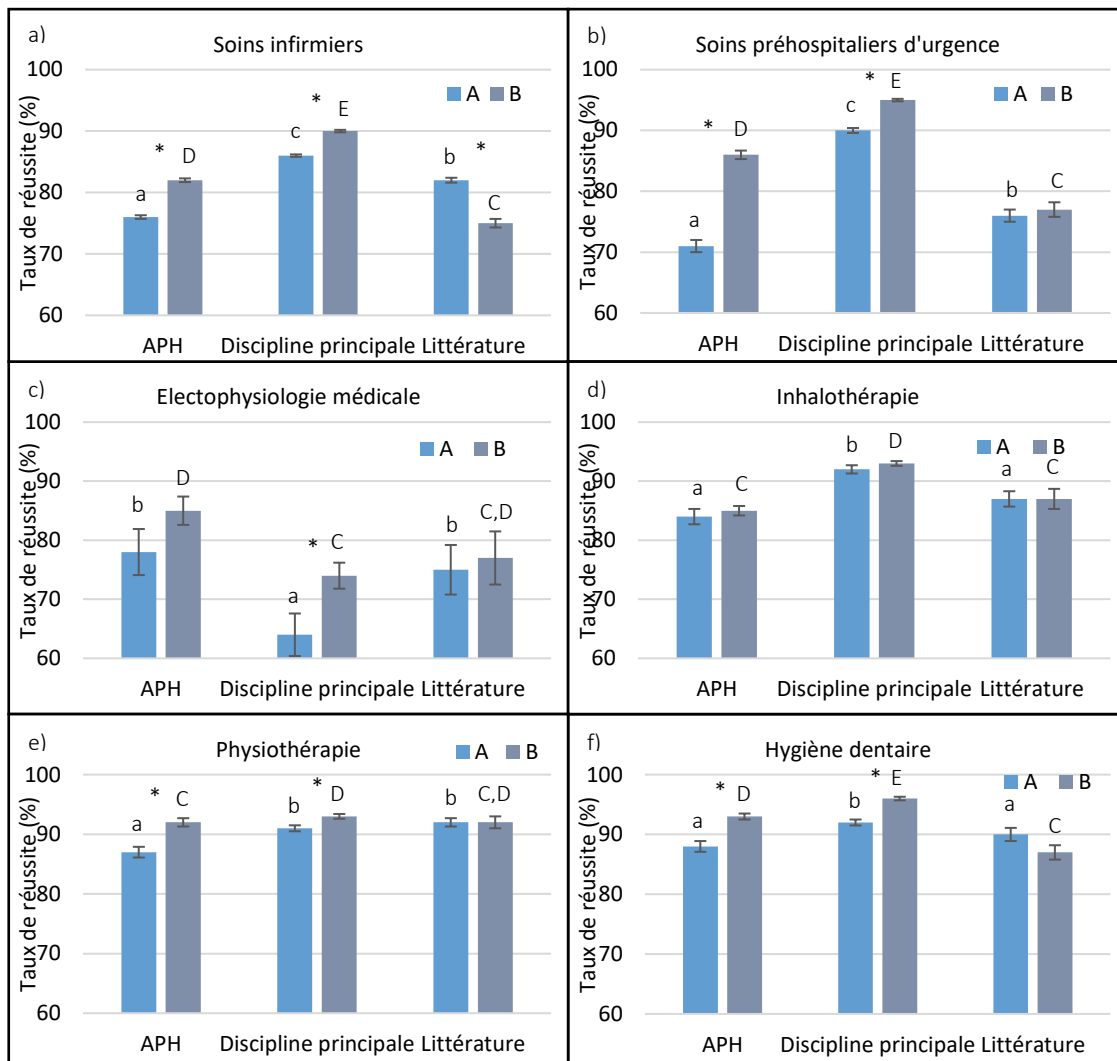 a)
Soins infirmiers
Taux de réussite (%)
100
90
80
70
60
A B
* a D
* c E
b * C
APH Discipline principale Littérature
b)
Soins préhospitaliers d'urgence
Taux de réussite (%)
100
90
80
70
60
A B
* a D
* c E
b C
APH Discipline principale Littérature
c)
Electophysiologie médicale
Taux de réussite (%)
100
90
80
70
60
A B
b D
* a C
b C,D
APH Discipline principale Littérature
d)
Inhalothérapie
Taux de réussite (%)
100
90
80
70
60
A B
a C
b D
a C
APH Discipline principale Littérature
e)
Physiothérapie
Taux de réussite (%)
100
90
80
70
60
A B
* a C
* b D
b C,D
APH Discipline principale Littérature
f)
Hygiène dentaire
Taux de réussite (%)
100
90
80
70
60
A B
* a D
* b E
a C
APH Discipline principale Littérature